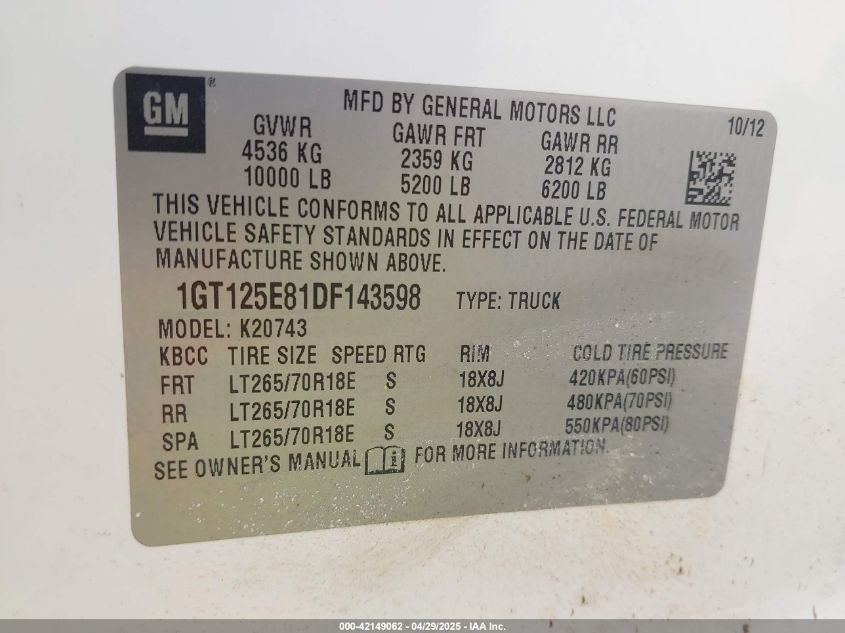 GM ®
MFD BY GENERAL MOTORS LLC 10/12
GVWR GAWR FRT GAWR RR
4536 KG 2359 KG 2812 KG
10000 LB 5200 LB 6200 LB
THIS VEHICLE CONFORMS TO ALL APPLICABLE U.S. FEDERAL MOTOR
VEHICLE SAFETY STANDARDS IN EFFECT ON THE DATE OF
MANUFACTURE SHOWN ABOVE.
1GT125E81DF143598 TYPE: TRUCK
MODEL: K20743
KBCC TIRE SIZE SPEED RTG RIM COLD TIRE PRESSURE
FRT LT265/70R18E S 18X8J 420KPA(60PSI)
RR LT265/70R18E S 18X8J 480KPA(70PSI)
SPA LT265/70R18E S 18X8J 550KPA(80PSI)
SEE OWNER'S MANUAL i FOR MORE INFORMATION.
000-42149062 - 04/29/2025 - IAA Inc.